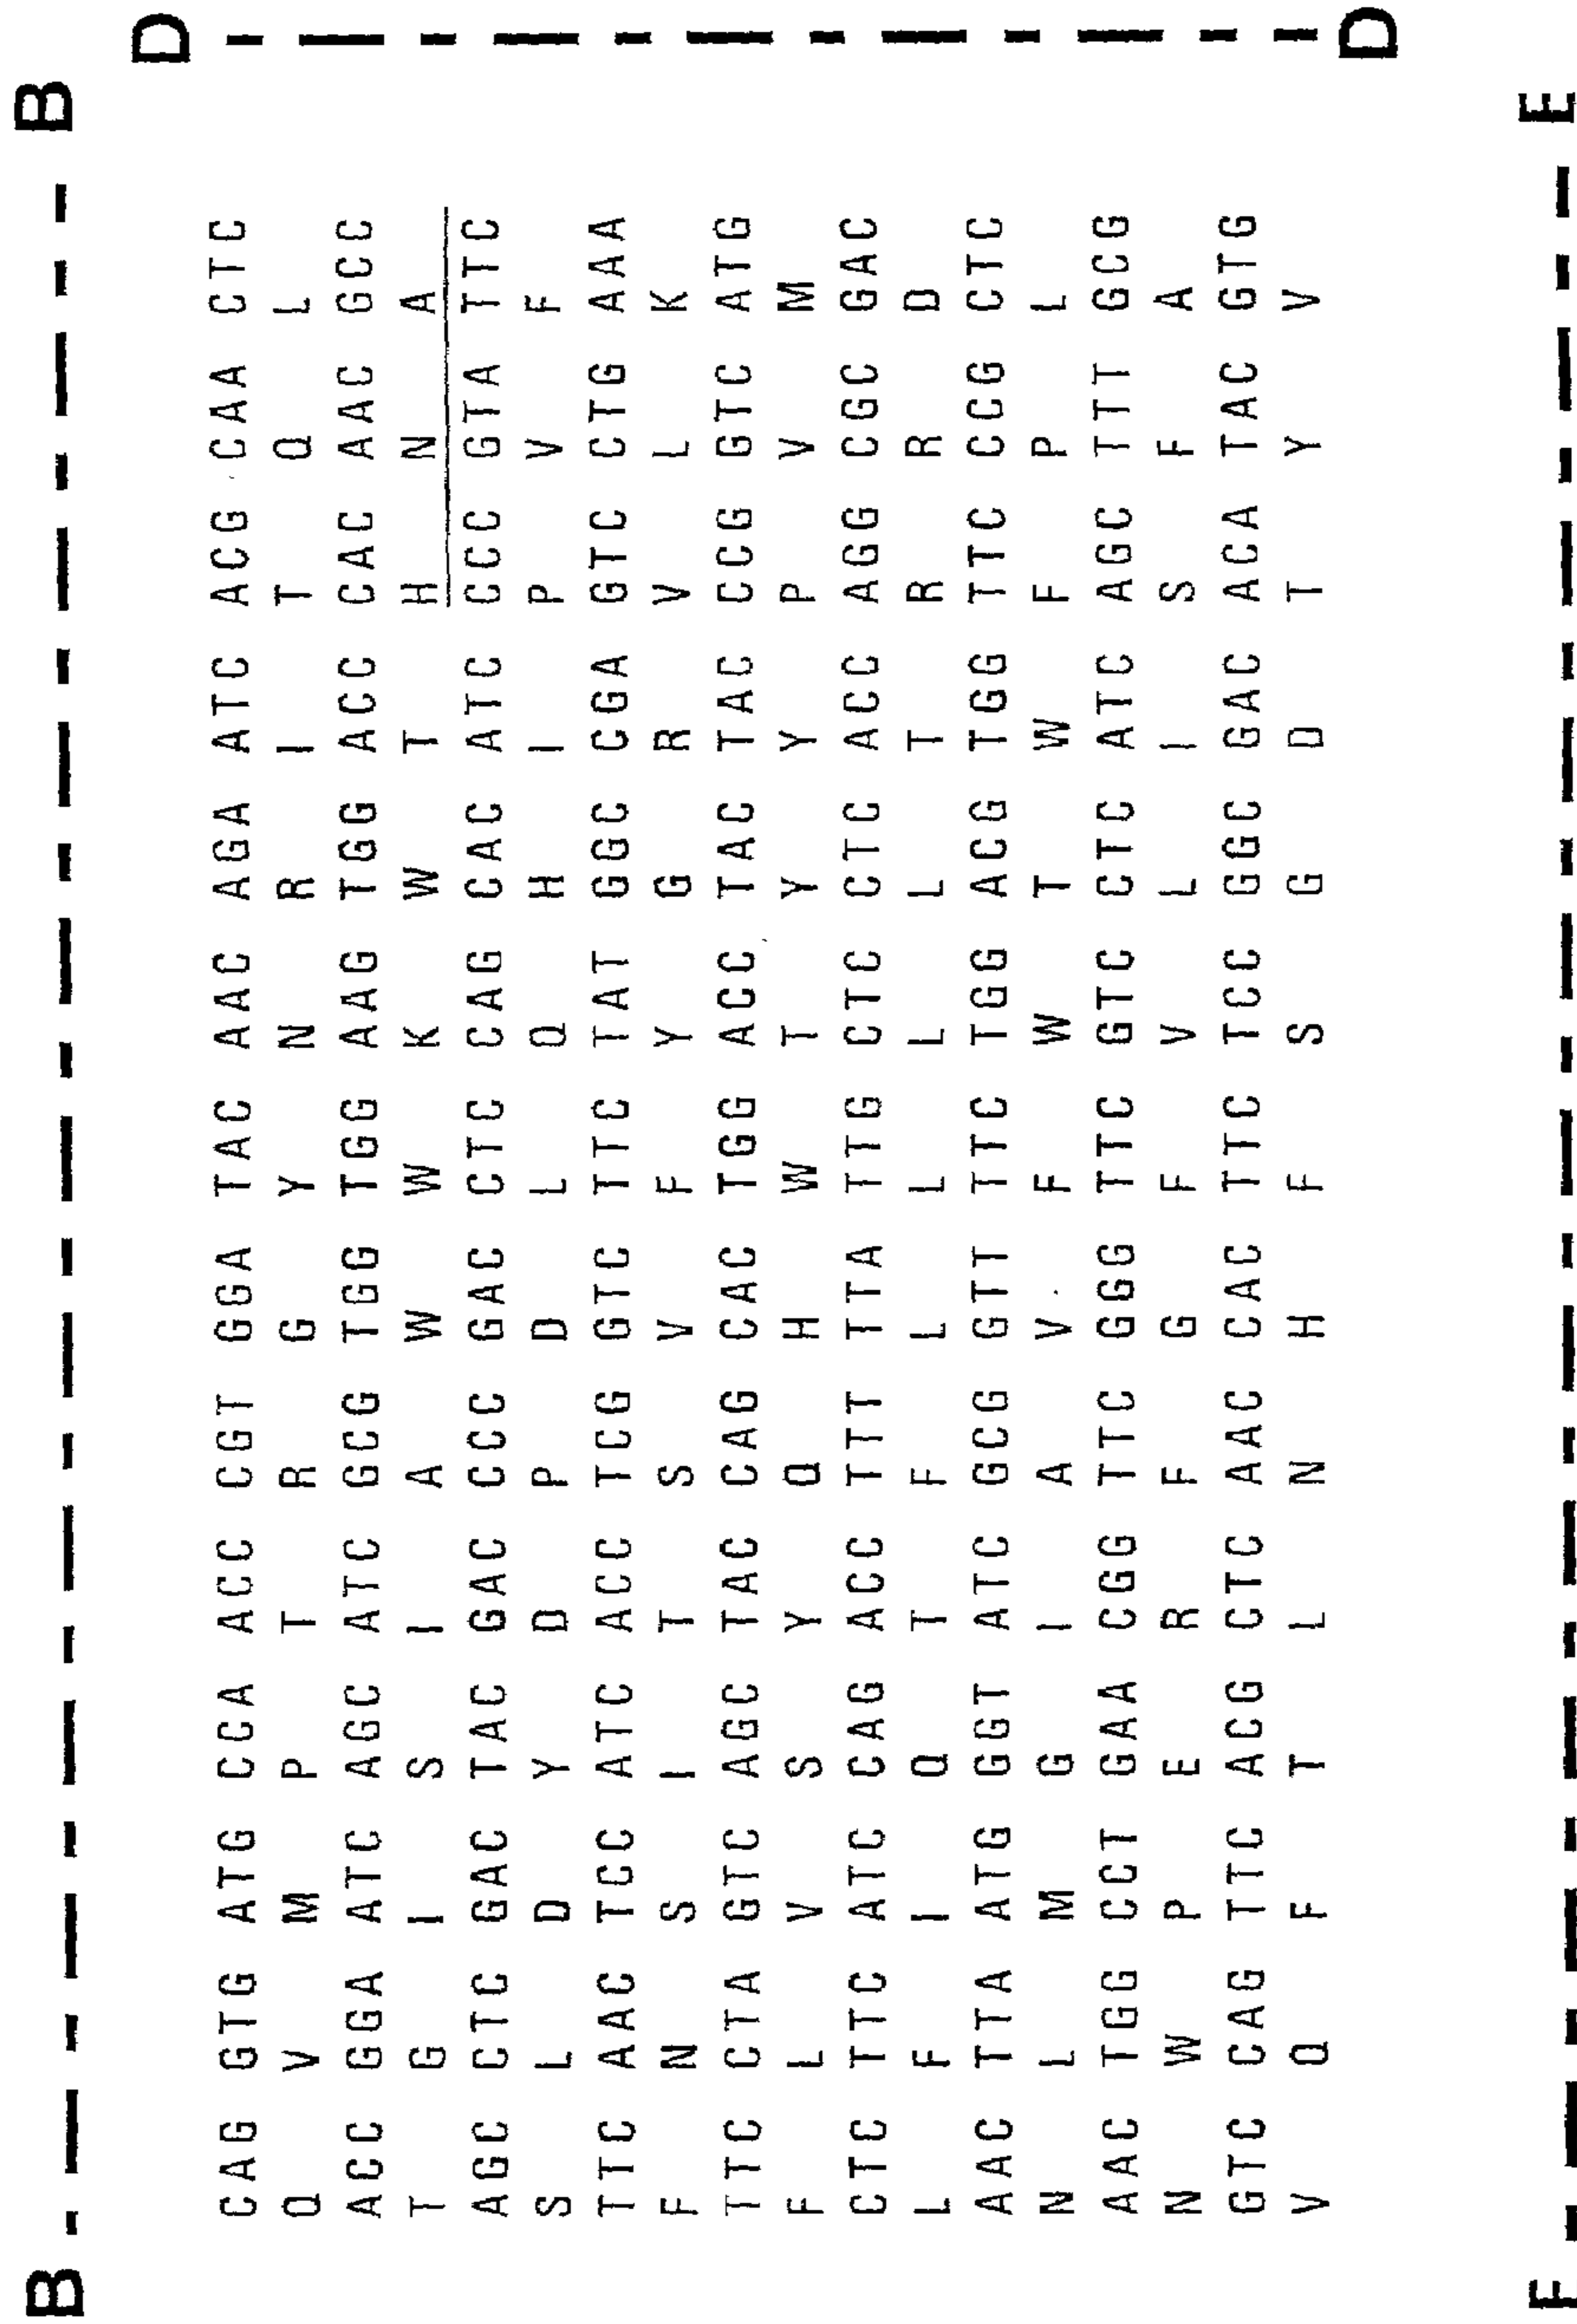 B B
D
CAG GTG ATG CCA ACC CGT GGA TAC AAC AGA ATC ACG CAA CTC
Q V M P T R G Y N R I T Q L
ACC GGA ATC AGC ATC GCG TGG TGG AAG TGG ACC CAC AAC GCC
T G I S I A W W K W T H N A
AGC CTC GAC TAC GAC CCC GAC CTC CAG CAC ATC CCC GTA TTC
S L D Y D P D L Q H I P V F
TTC AAC TCC ATC ACC TCG GTC TTC TAT GGC CGA GTC CTG AAA
F N S I T S V F Y G R V L K
TTC CTA GTC AGC TAC CAG CAC TGG ACC TAC TAC CCG GTC ATG
F L V S Y Q H W T Y Y P V M
CTC TTC ATC CAG ACC TTT TTA TTG CTC CTC ACC AGG CGC GAC
L F I Q T F L L L L T R R D
AAC TTA ATG GGT ATC GCG GTT TTC TGG ACG TGG TTC CCG CTC
N L M G I A V F W T W F P L
AAC TGG CCT GAA CGG TTC GGG TTC GTC CTC ATC AGC TTT GCG
N W P E R F G F V L I S F A
GTC CAG TTC ACG CTC AAC CAC TTC TCC GGC GAC ACA TAC GTG
V Q F T L N H F S G D T Y V
D
E E